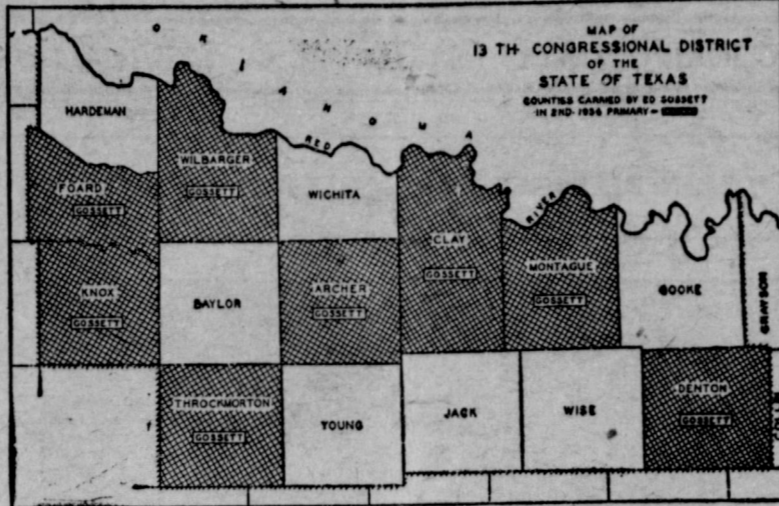 MAP OF
13 TH CONGRESSIONAL DISTRICT
OF THE
STATE OF TEXAS
COUNTIES CARRIED BY ED GOSSETT
IN 2ND 1936 PRIMARY -
OKLAHOMA
HARDEMAN
RED
RIVER
WILBARGER
GOSSETT
FOARD
GOSSETT
WICHITA
CLAY
GOSSETT
MONTAGUE
GOSSETT
COOKE
GRAYSON
KNOX
GOSSETT
BAYLOR
ARCHER
GOSSETT
THROCKMORTON
GOSSETT
YOUNG
JACK
WISE
DENTON
GOSSETT